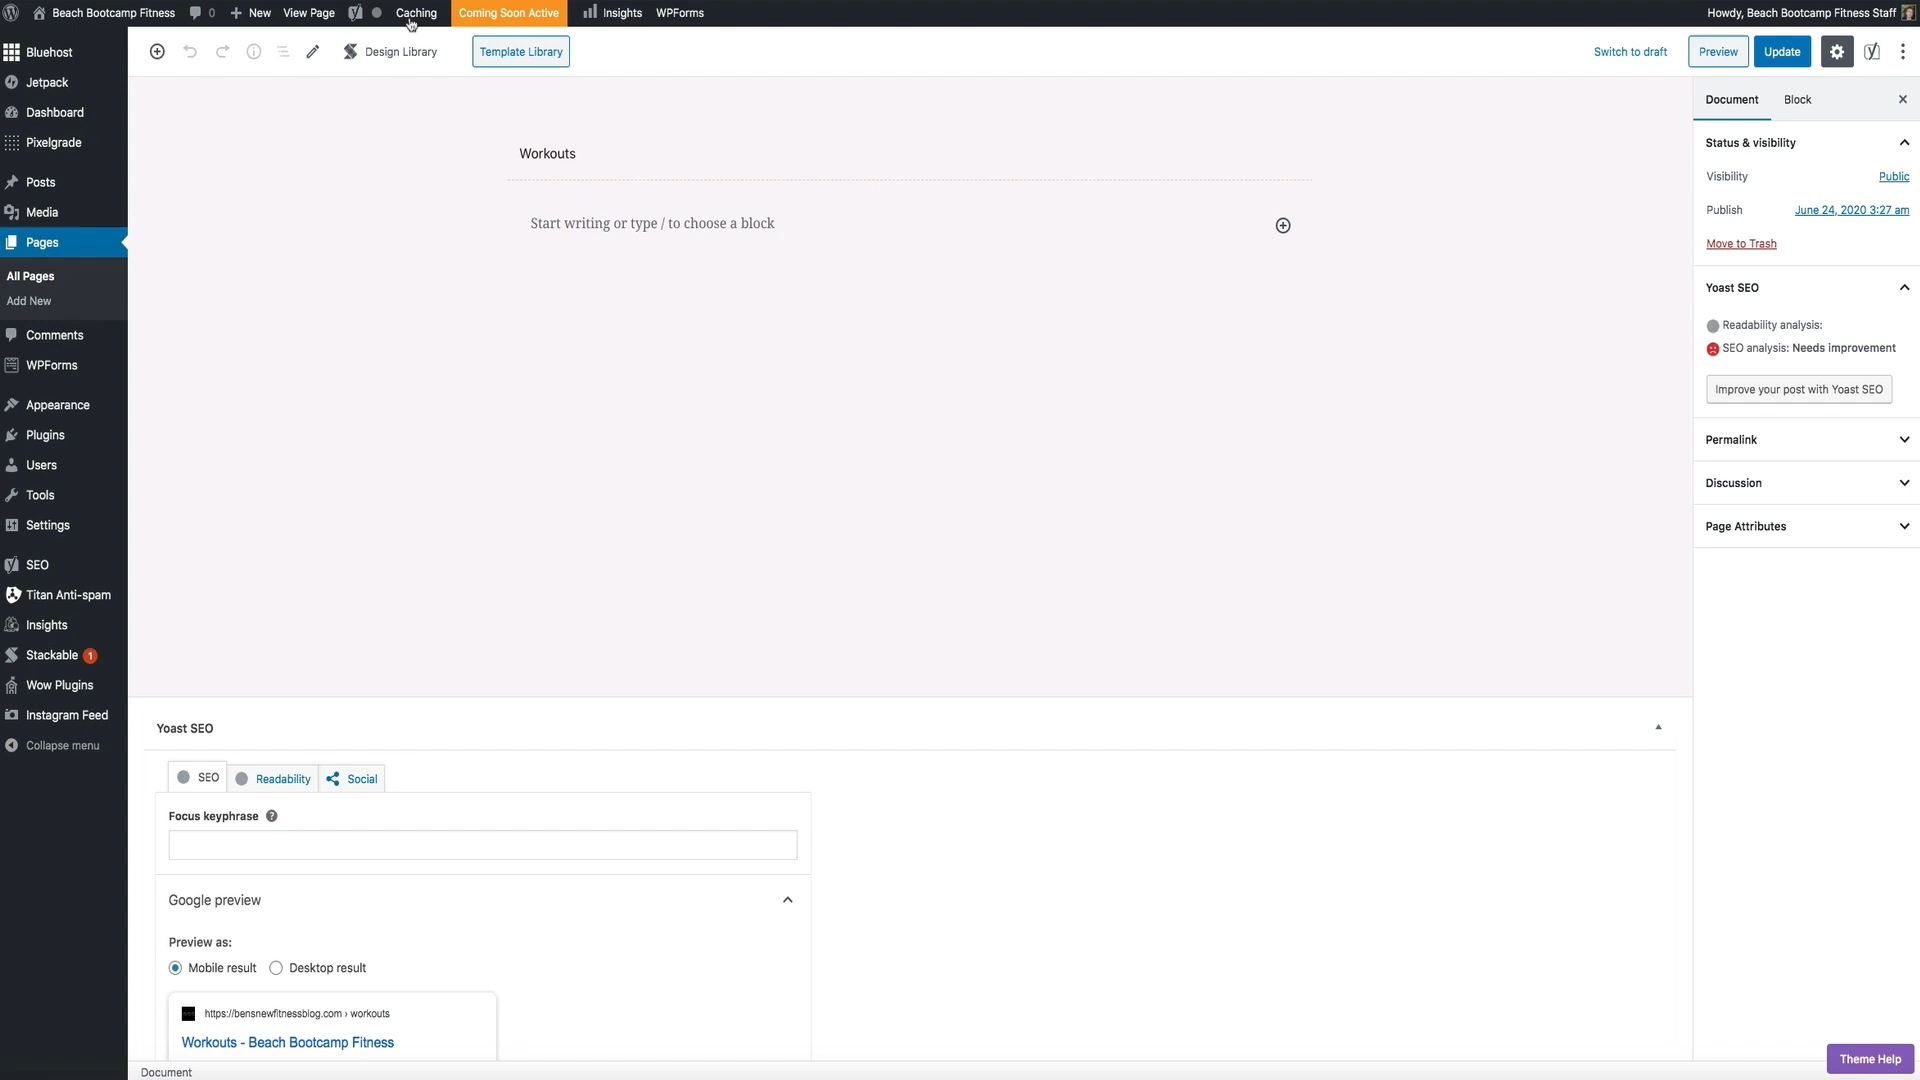 Beach Bootcamp Fitness 0 New View Page Caching Coming Soon Active Insights WPForms Howdy, Beach Bootcamp Fitness Staff
Bluehost
Jetpack
Dashboard
Pixelgrade
Posts
Media
Pages
All Pages
Add New
Comments
WPForms
Appearance
Plugins
Users
Tools
Settings
SEO
Titan Anti-spam
Insights
Stackable 1
Wow Plugins
Instagram Feed
Collapse menu
Design Library Template Library Switch to draft Preview Update
Workouts
Start writing or type / to choose a block
Document Block
Status & visibility
Visibility Public
Publish June 24, 2020 3:27 am
Move to Trash
Yoast SEO
Readability analysis:
SEO analysis: Needs improvement
Improve your post with Yoast SEO
Permalink
Discussion
Page Attributes
Yoast SEO
SEO Readability Social
Focus keyphrase ?
Google preview
Preview as:
Mobile result Desktop result
https://bensnewfitnessblog.com › workouts
Workouts - Beach Bootcamp Fitness
Document
Theme Help